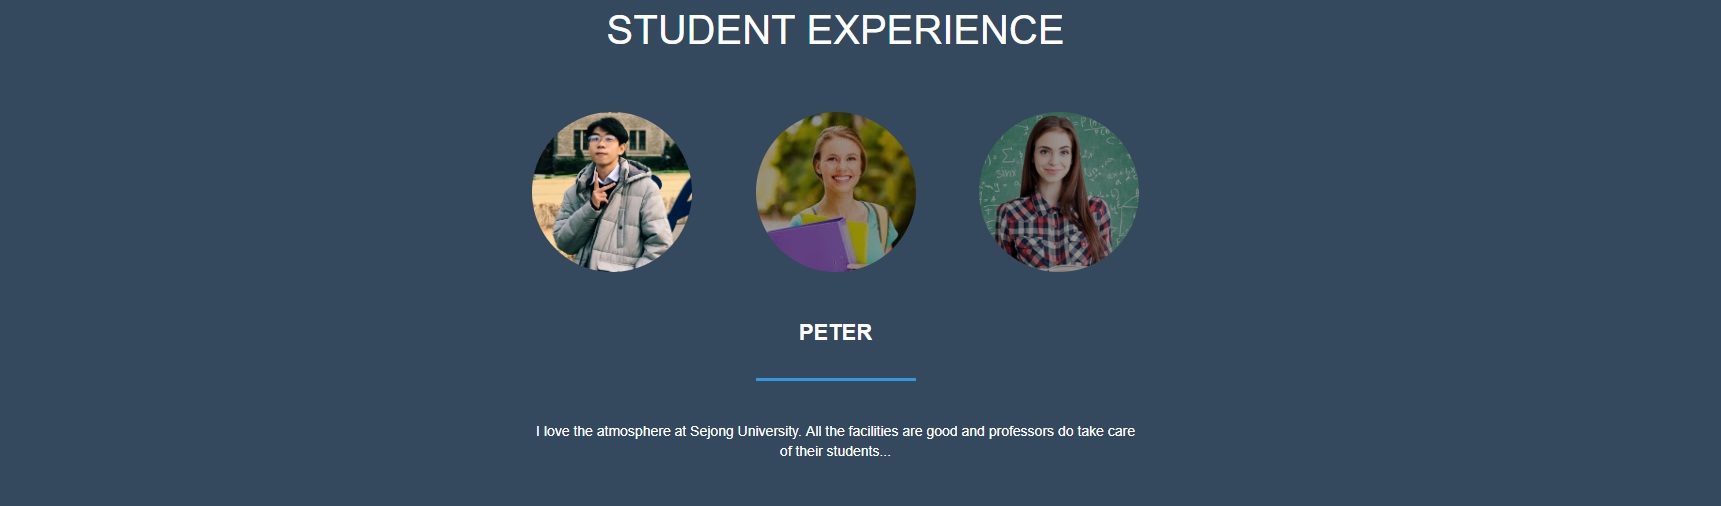 STUDENT EXPERIENCE
PETER
I love the atmosphere at Sejong University. All the facilities are good and professors do take care
of their students...